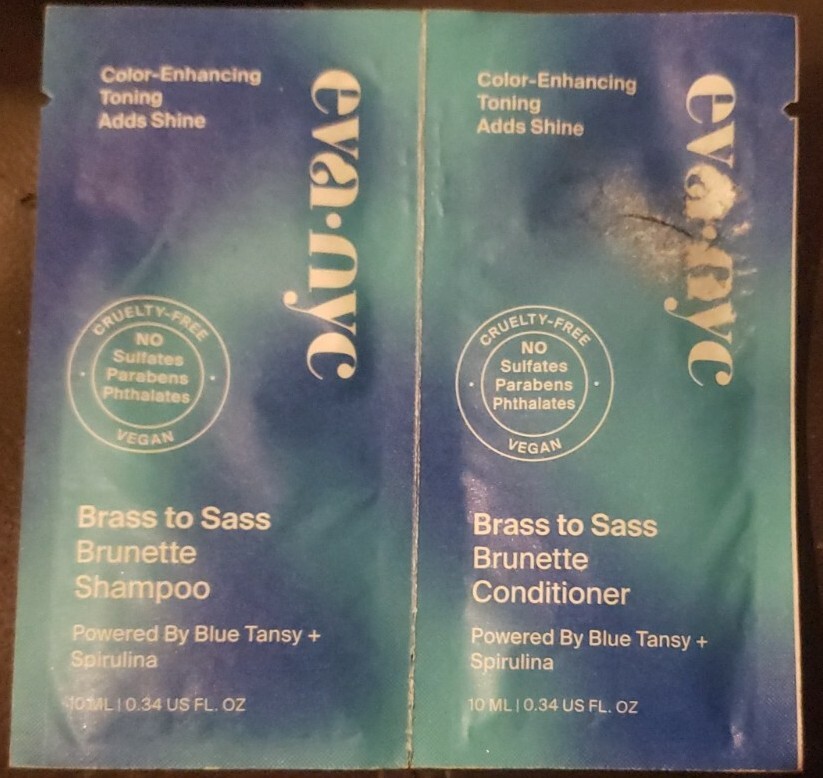 Color-Enhancing
Toning
Adds Shine
eva·nyc
CRUELTY-FREE
NO
Sulfates
Parabens
Phthalates
VEGAN
Brass to Sass
Brunette
Shampoo
Powered By Blue Tansy +
Spirulina
10 ML | 0.34 US FL. OZ
Color-Enhancing
Toning
Adds Shine
eva·nyc
CRUELTY-FREE
NO
Sulfates
Parabens
Phthalates
VEGAN
Brass to Sass
Brunette
Conditioner
Powered By Blue Tansy +
Spirulina
10 ML | 0.34 US FL. OZ